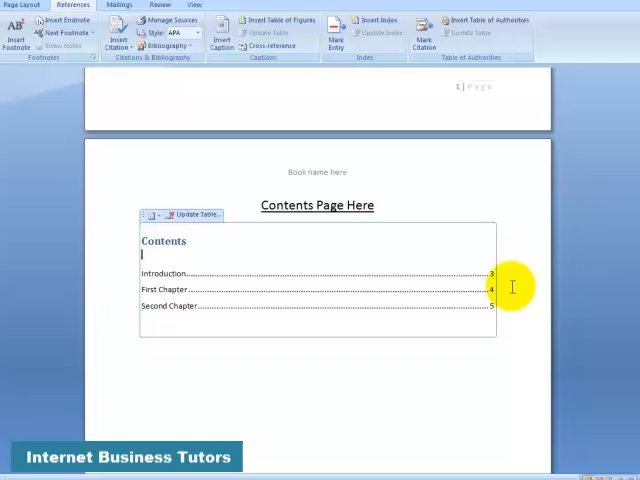 Page Layout References Mailings Review View
AB¹ Insert Footnote
Insert Endnote
Next Footnote
Show Notes
Footnotes
Insert Citation
Manage Sources
Style: APA
Bibliography
Citations & Bibliography
Insert Caption
Insert Table of Figures
Update Table
Cross-reference
Captions
Mark Entry
Insert Index
Update Index
Index
Mark Citation
Insert Table of Authorities
Update Table
Table of Authorities
1 | Page
Book name here
Contents Page Here
Update Table...
Contents
Introduction 3
First Chapter 4
Second Chapter 5
Internet Business Tutors